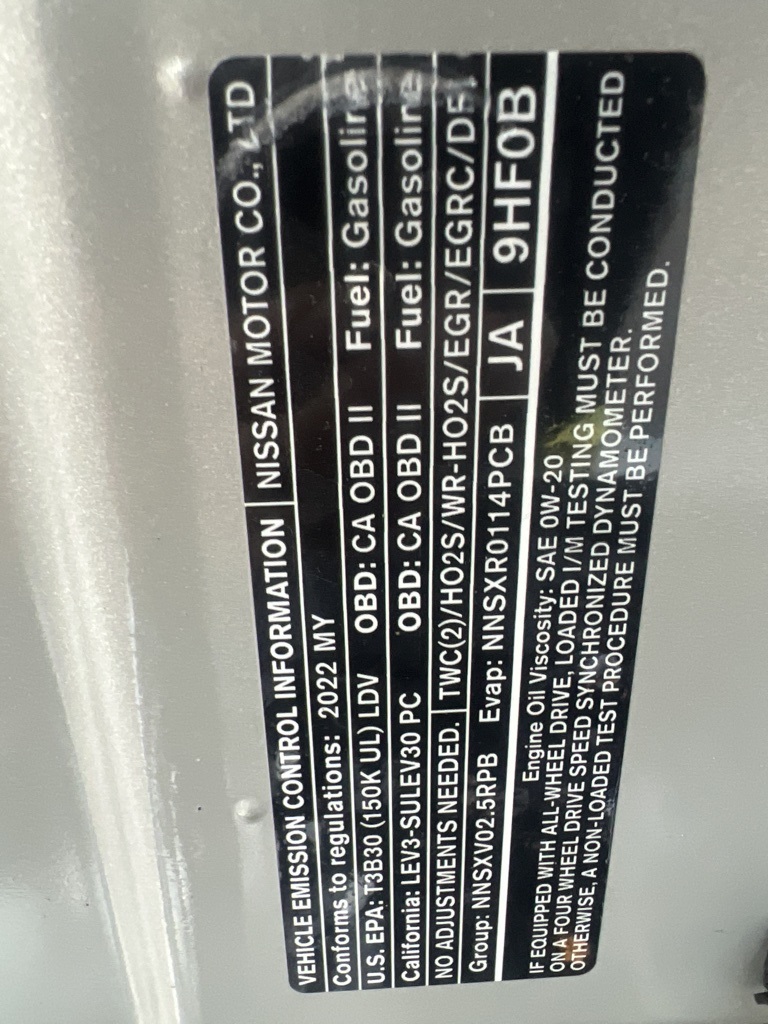 VEHICLE EMISSION CONTROL INFORMATION NISSAN MOTOR CO., LTD
Conforms to regulations: 2022 MY
U.S. EPA: T3B30 (150K UL) LDV OBD: CA OBD II Fuel: Gasoline
California: LEV3-SULEV30 PC OBD: CA OBD II Fuel: Gasoline
NO ADJUSTMENTS NEEDED. TWC(2)/HO2S/WR-HO2S/EGR/EGRC/DFI
Group: NNSXV02.5RPB Evap: NNSXR0114PCB JA 9HF0B
Engine Oil Viscosity: SAE 0W-20
IF EQUIPPED WITH ALL-WHEEL DRIVE, LOADED I/M TESTING MUST BE CONDUCTED
ON A FOUR WHEEL DRIVE SPEED SYNCHRONIZED DYNAMOMETER.
OTHERWISE, A NON-LOADED TEST PROCEDURE MUST BE PERFORMED.